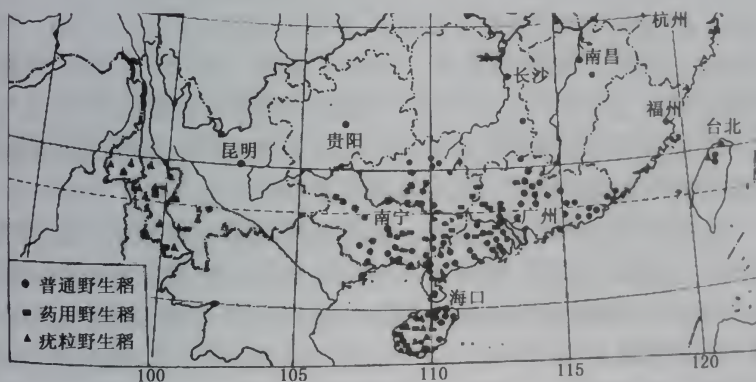 杭州
南昌
长沙
福州
台北
贵阳
昆明
南宁
广州
海口
普通野生稻
药用野生稻
疣粒野生稻
100 105 110 115 120